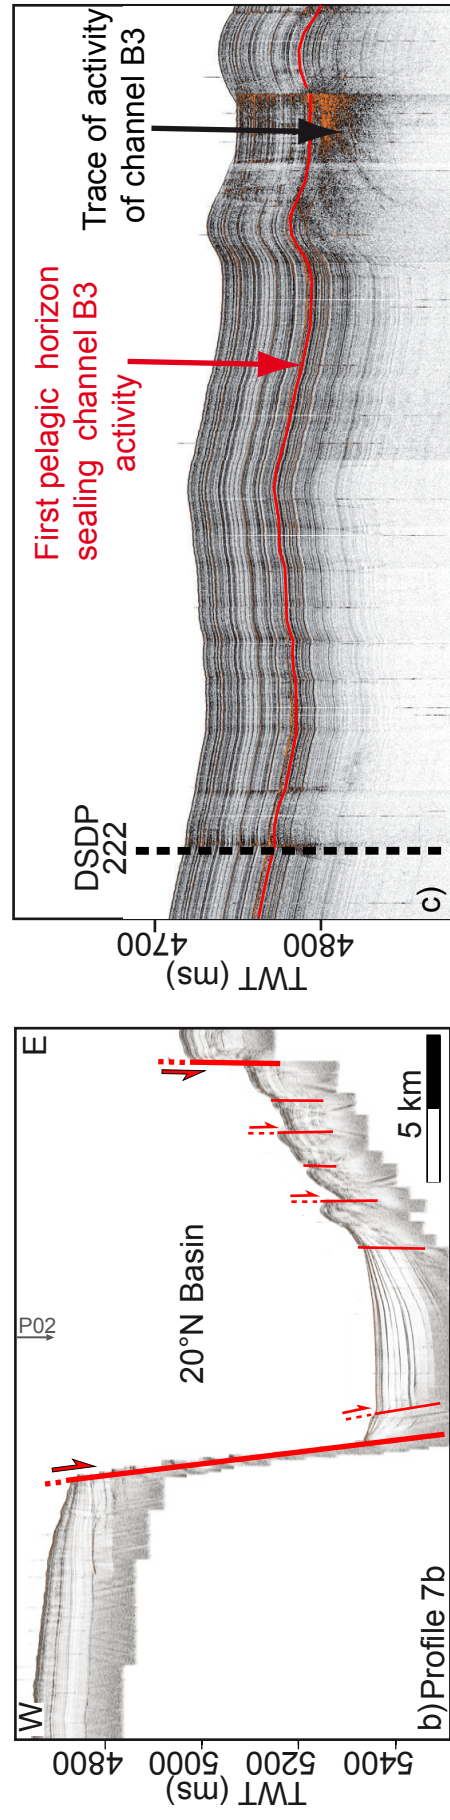 W
E
P02
20°N Basin
4800
5000
5200
5400
TWT (ms)
5 km
b) Profile 7b
DSDP
222
First pelagic horizon
sealing channel B3
activity
Trace of activity
of channel B3
4700
4800
TWT (ms)
c)